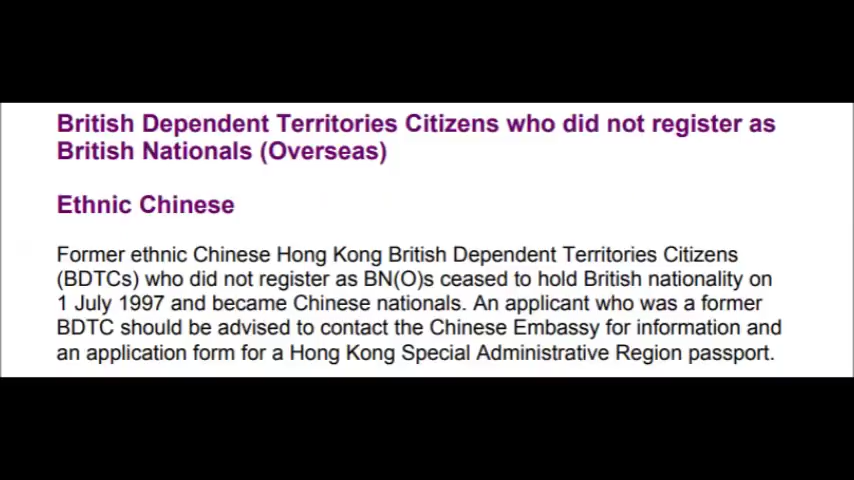 British Dependent Territories Citizens who did not register as
British Nationals (Overseas)
Ethnic Chinese
Former ethnic Chinese Hong Kong British Dependent Territories Citizens
(BDTCs) who did not register as BN(O)s ceased to hold British nationality on
1 July 1997 and became Chinese nationals. An applicant who was a former
BDTC should be advised to contact the Chinese Embassy for information and
an application form for a Hong Kong Special Administrative Region passport.